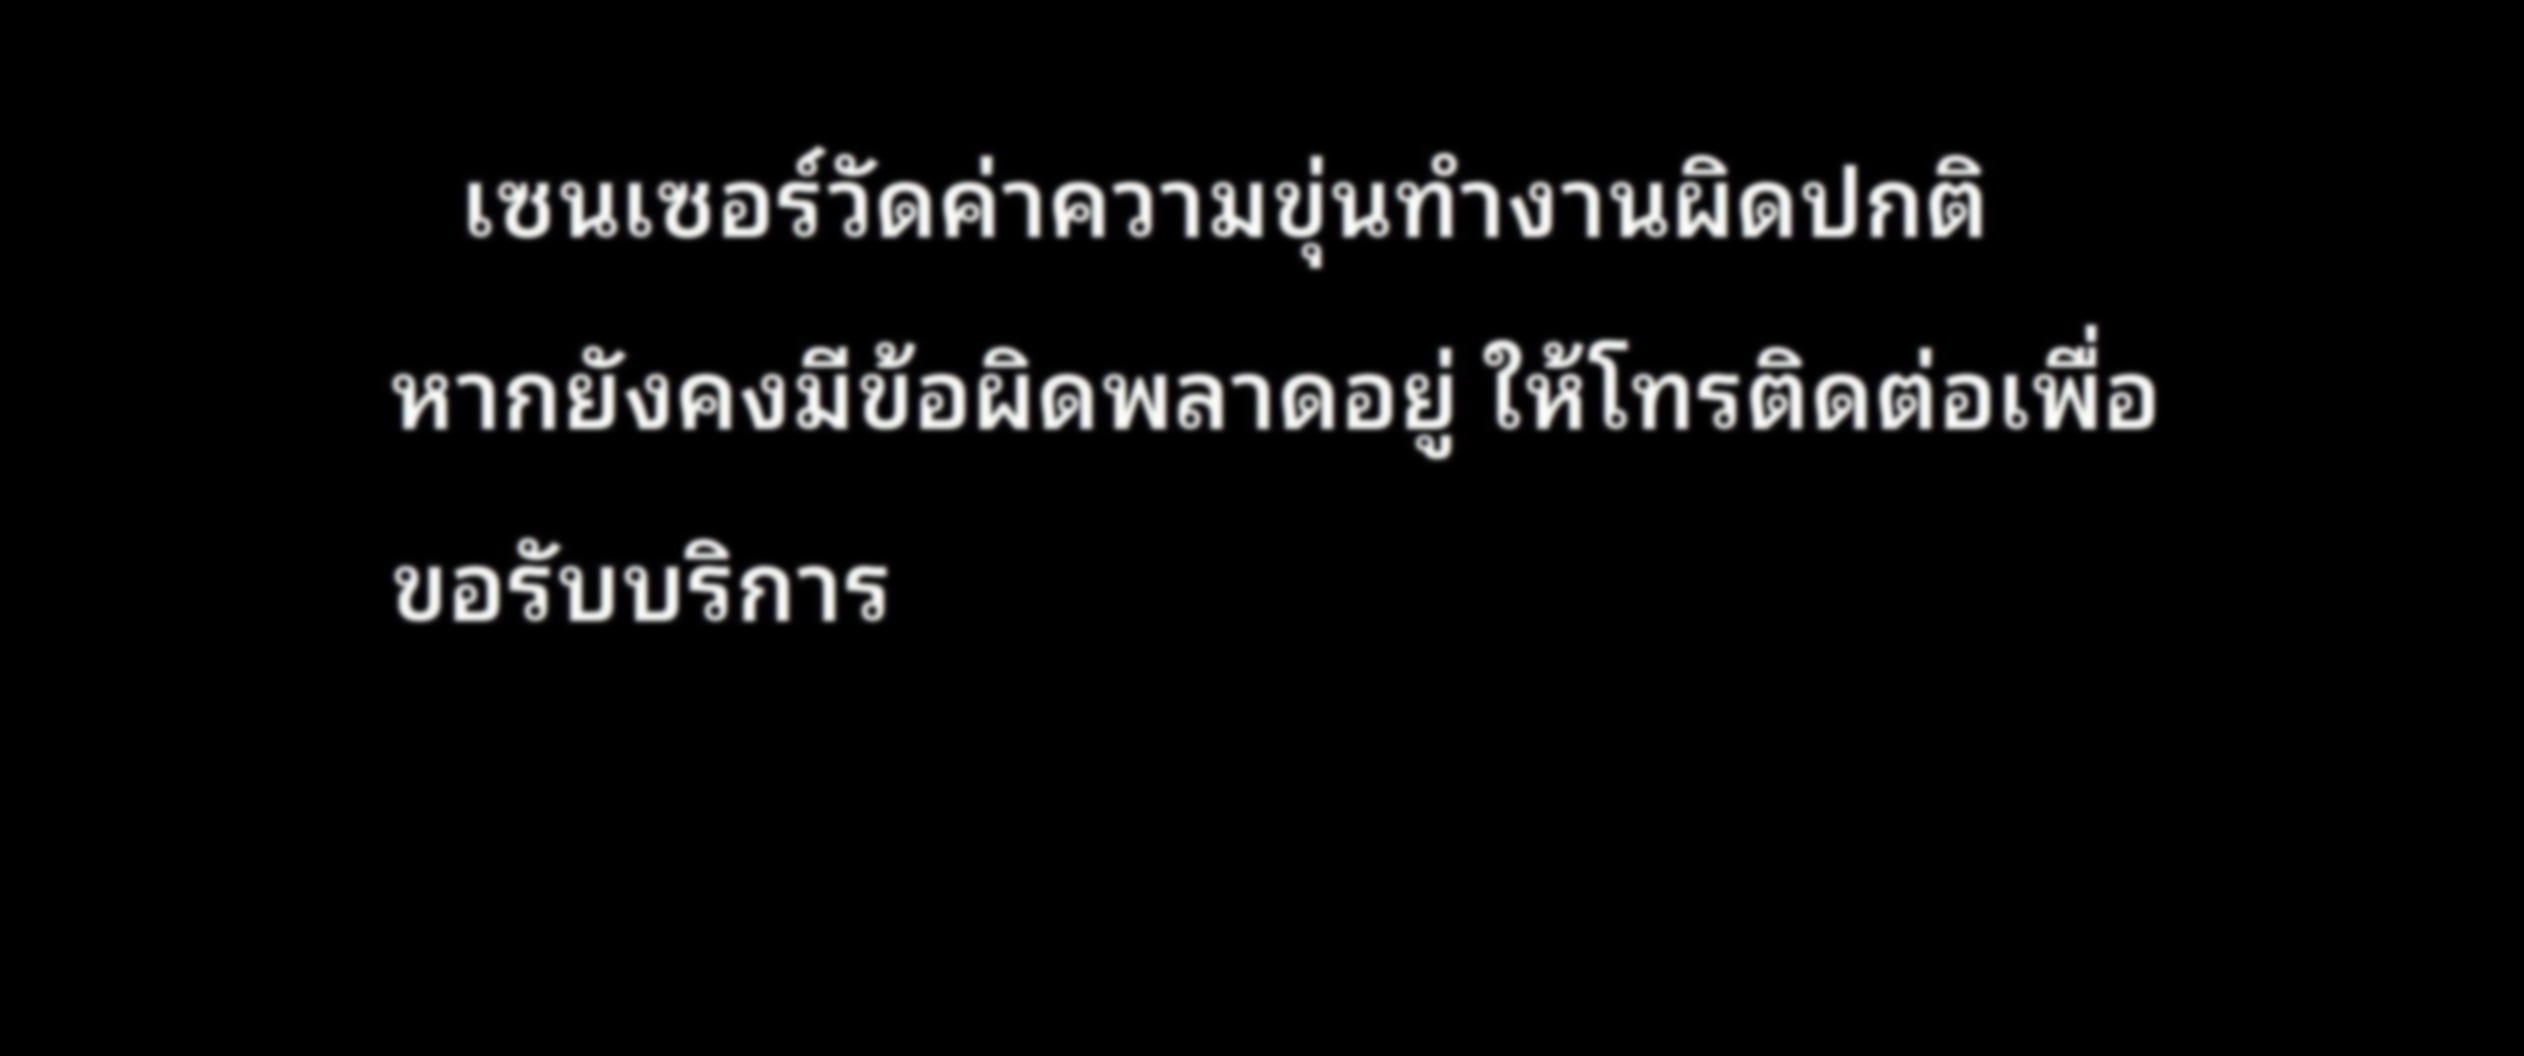 เซนเซอร์วัดค่าความขุ่นทำงานผิดปกติ
หากยังคงมีข้อผิดพลาดอยู่ ให้โทรติดต่อเพื่อ
ขอรับบริการ